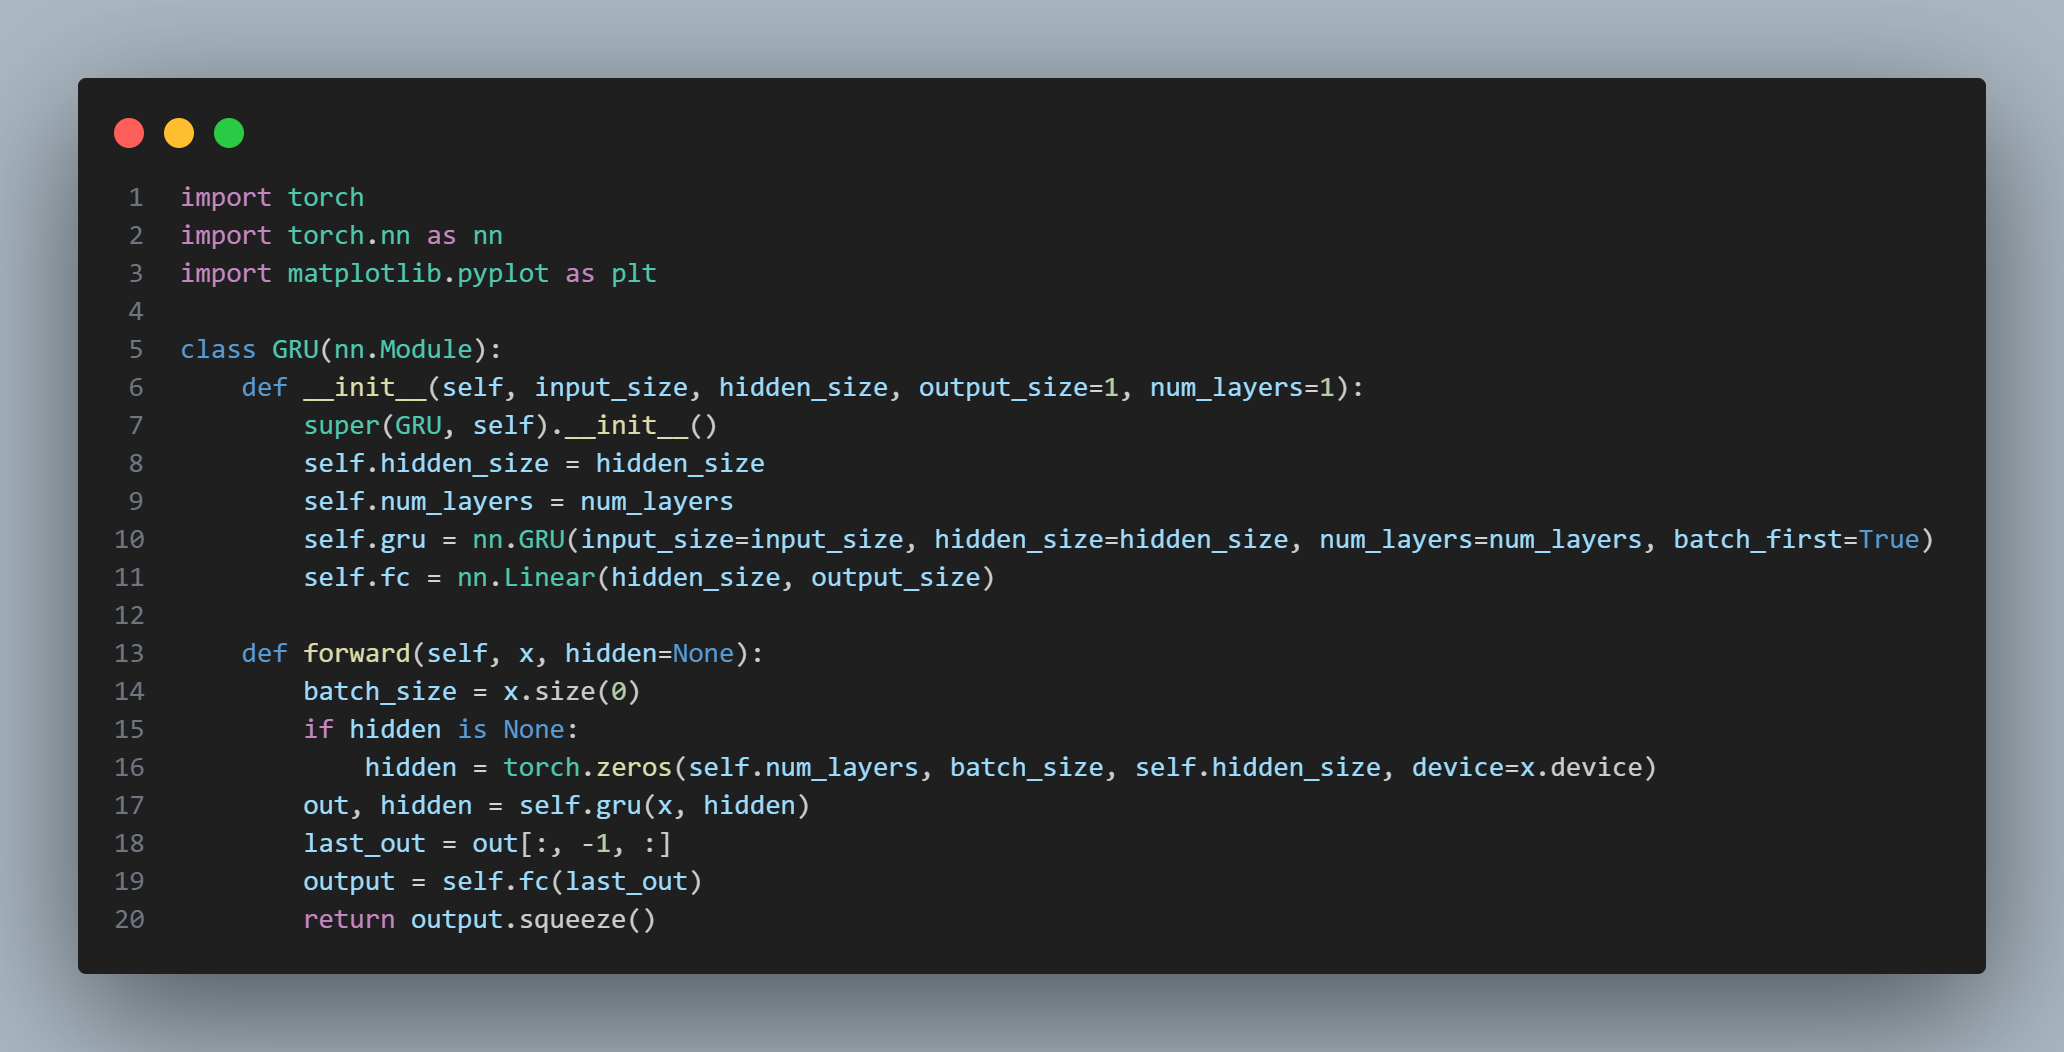 1 import torch
2 import torch.nn as nn
3 import matplotlib.pyplot as plt
4
5 class GRU(nn.Module):
6     def __init__(self, input_size, hidden_size, output_size=1, num_layers=1):
7         super(GRU, self).__init__()
8         self.hidden_size = hidden_size
9         self.num_layers = num_layers
10         self.gru = nn.GRU(input_size=input_size, hidden_size=hidden_size, num_layers=num_layers, batch_first=True)
11         self.fc = nn.Linear(hidden_size, output_size)
12
13     def forward(self, x, hidden=None):
14         batch_size = x.size(0)
15         if hidden is None:
16             hidden = torch.zeros(self.num_layers, batch_size, self.hidden_size, device=x.device)
17         out, hidden = self.gru(x, hidden)
18         last_out = out[:, -1, :]
19         output = self.fc(last_out)
20         return output.squeeze()